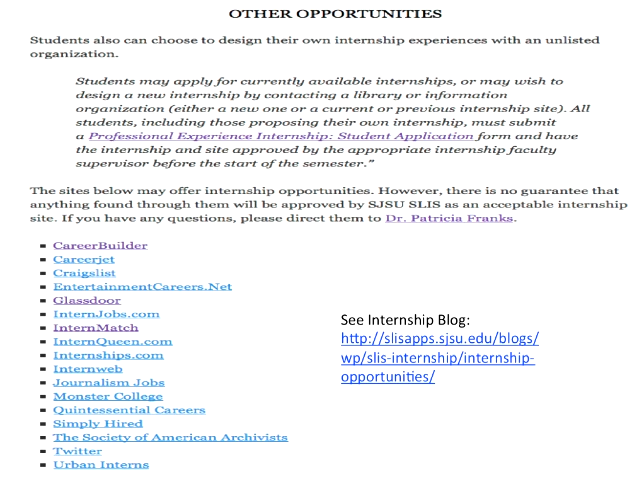 OTHER OPPORTUNITIES
Students also can choose to design their own internship experiences with an unlisted
organization.
Students may apply for currently available internships, or may wish to
design a new internship by contacting a library or information
organization (either a new one or a current or previous internship site). All
students, including those proposing their own internship, must submit
a Professional Experience Internship: Student Application form and have
the internship and site approved by the appropriate internship faculty
supervisor before the start of the semester."
The sites below may offer internship opportunities. However, there is no guarantee that
anything found through them will be approved by SJSU SLIS as an acceptable internship
site. If you have any questions, please direct them to Dr. Patricia Franks.
CareerBuilder
Careerjet
Craigslist
EntertainmentCareers.Net
Glassdoor
InternJobs.com
InternMatch
InternQueen.com
Internships.com
Internweb
Journalism Jobs
Monster College
Quintessential Careers
Simply Hired
The Society of American Archivists
Twitter
Urban Interns
See Internship Blog:
http://slisapps.sjsu.edu/blogs/
wp/slis-internship/internship-
opportunities/